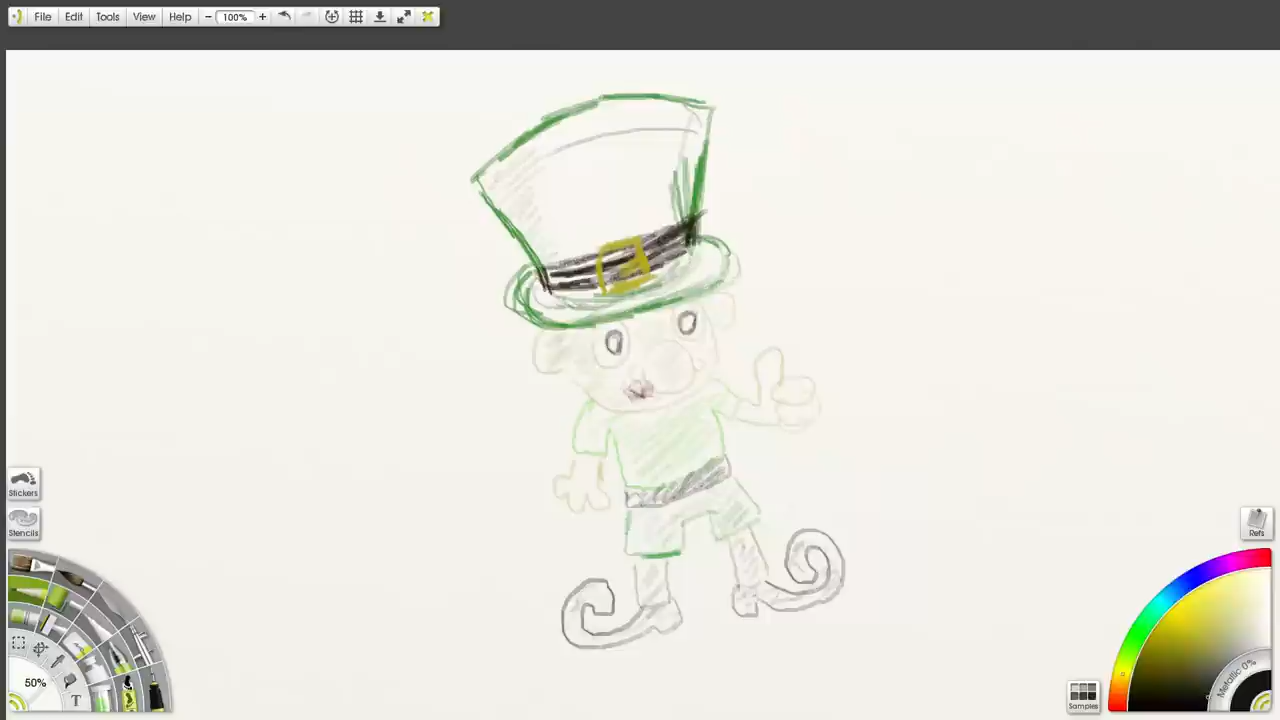 File Edit Tools View Help − 100% +
Stickers
Stencils
Refs
50%
T
Metallic 0%
Samples